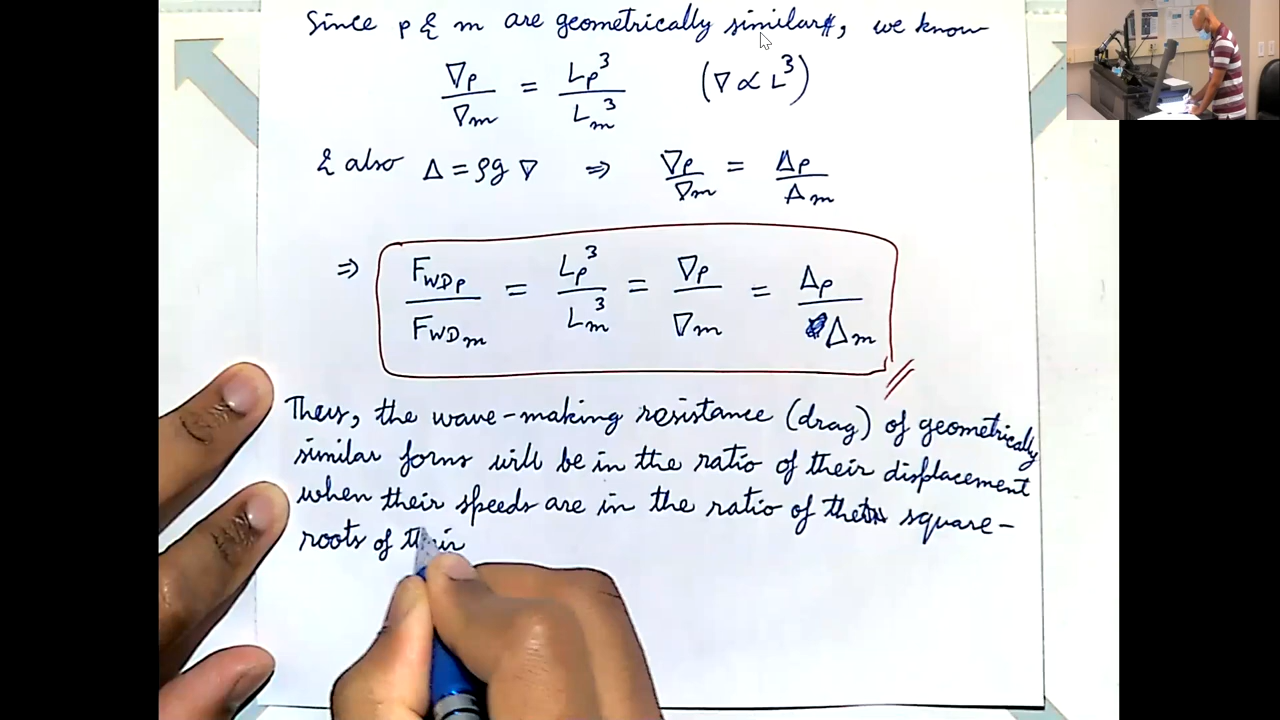 Since p & m are geometrically similar, we know
∇p/∇m = Lp³/Lm³ (∇ ∝ L³)
& also Δ = ρg ∇ ⇒ ∇p/∇m = Δp/Δm
⇒ FWDp/FWDm = Lp³/Lm³ = ∇p/∇m = Δp/Δm
Thus, the wave-making resistance (drag) of geometrically
similar forms will be in the ratio of their displacement
when their speeds are in the ratio of the square-
roots of their